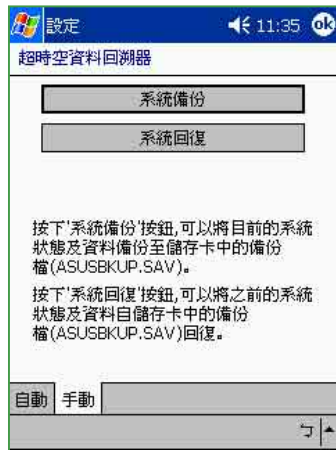 設定 11:35 ok
超時空資料回溯器
系統備份
系統回復
按下'系統備份'按鈕,可以將目前的系統
狀態及資料備份至儲存卡中的備份
檔(ASUSBKUP.SAV)。
按下'系統回復'按鈕,可以將之前的系統
狀態及資料自儲存卡中的備份
檔(ASUSBKUP.SAV)回復。
自動 手動
ㄅ